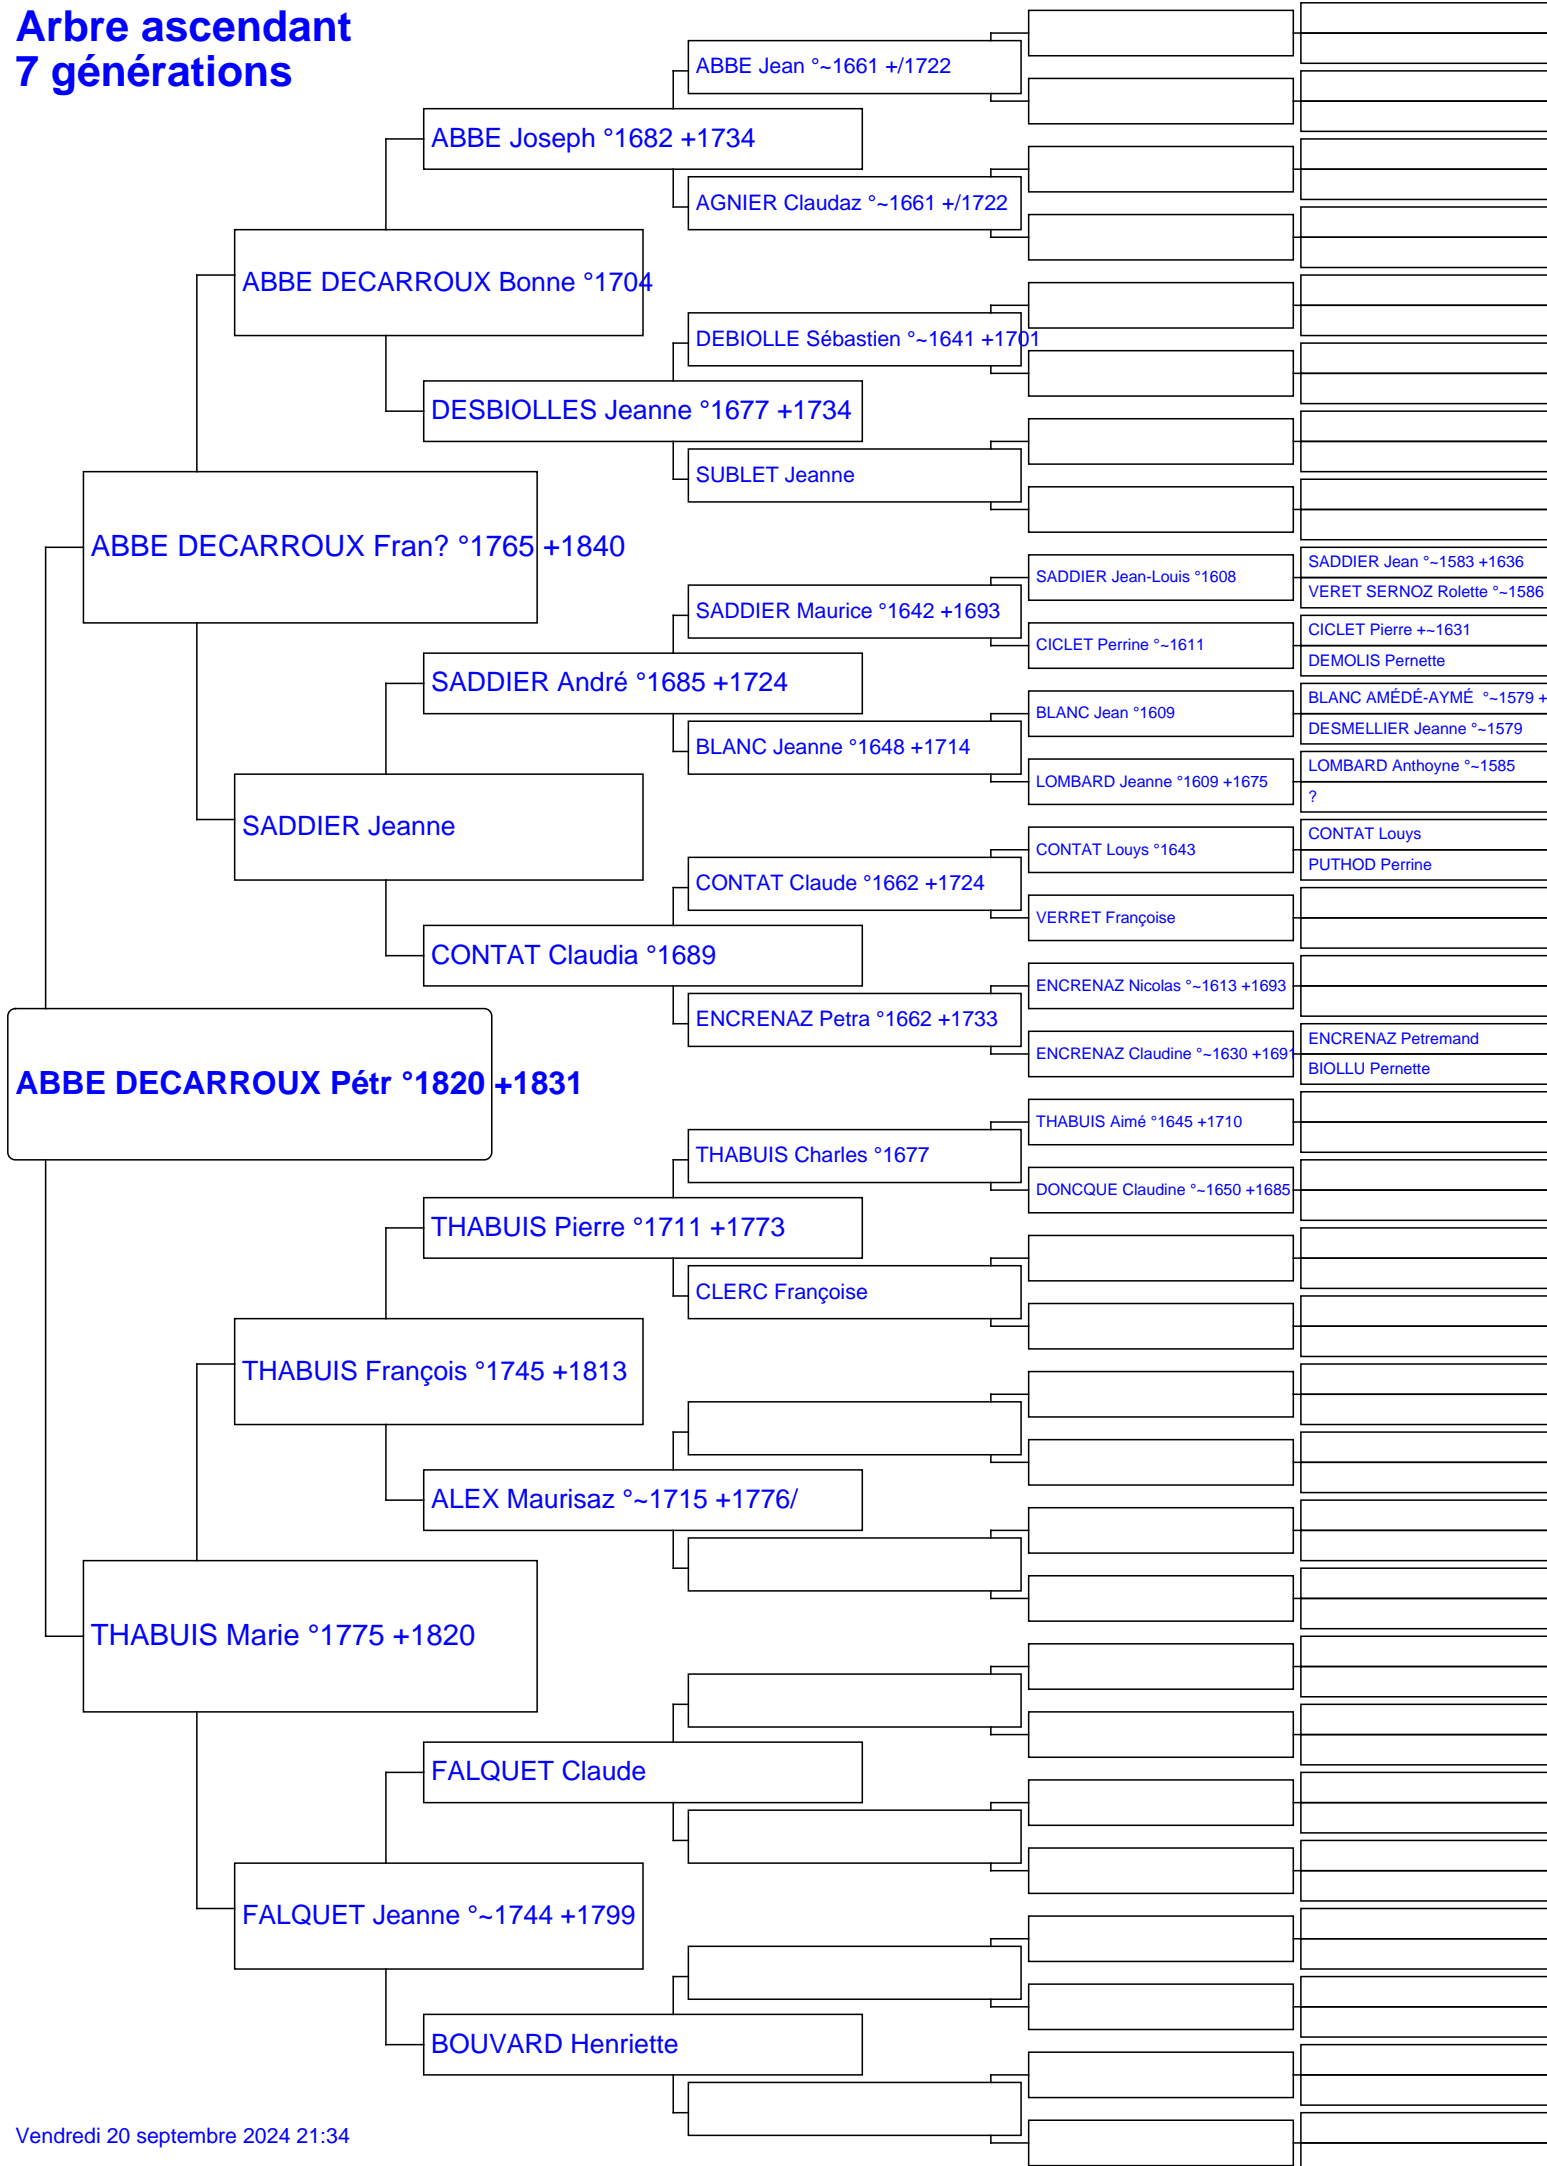 Arbre ascendant
7 générations
ABBE Jean °~1661 +/1722
ABBE Joseph °1682 +1734
AGNIER Claudaz °~1661 +/1722
ABBE DECARROUX Bonne °1704
DEBIOLLE Sébastien °~1641 +1701
DESBIOLLES Jeanne °1677 +1734
SUBLET Jeanne
ABBE DECARROUX Fran? °1765 +1840
SADDIER Jean °~1583 +1636
SADDIER Jean-Louis °1608
VERET SERNOZ Rolette °~1586
SADDIER Maurice °1642 +1693
CICLET Pierre +~1631
CICLET Perrine °~1611
DEMOLIS Pernette
SADDIER André °1685 +1724
BLANC AMÉDÉ-AYMÉ °~1579 +
BLANC Jean °1609
DESMELLIER Jeanne °~1579
BLANC Jeanne °1648 +1714
LOMBARD Anthoyne °~1585
LOMBARD Jeanne °1609 +1675
?
SADDIER Jeanne
CONTAT Louys
CONTAT Louys °1643
PUTHOD Perrine
CONTAT Claude °1662 +1724
VERRET Françoise
CONTAT Claudia °1689
ENCRENAZ Nicolas °~1613 +1693
ENCRENAZ Petra °1662 +1733
ENCRENAZ Petremand
ENCRENAZ Claudine °~1630 +1691
BIOLLU Pernette
ABBE DECARROUX Pétr °1820 +1831
THABUIS Aimé °1645 +1710
THABUIS Charles °1677
DONCQUE Claudine °~1650 +1685
THABUIS Pierre °1711 +1773
CLERC Françoise
THABUIS François °1745 +1813
ALEX Maurisaz °~1715 +1776/
THABUIS Marie °1775 +1820
FALQUET Claude
FALQUET Jeanne °~1744 +1799
BOUVARD Henriette
Vendredi 20 septembre 2024 21:34